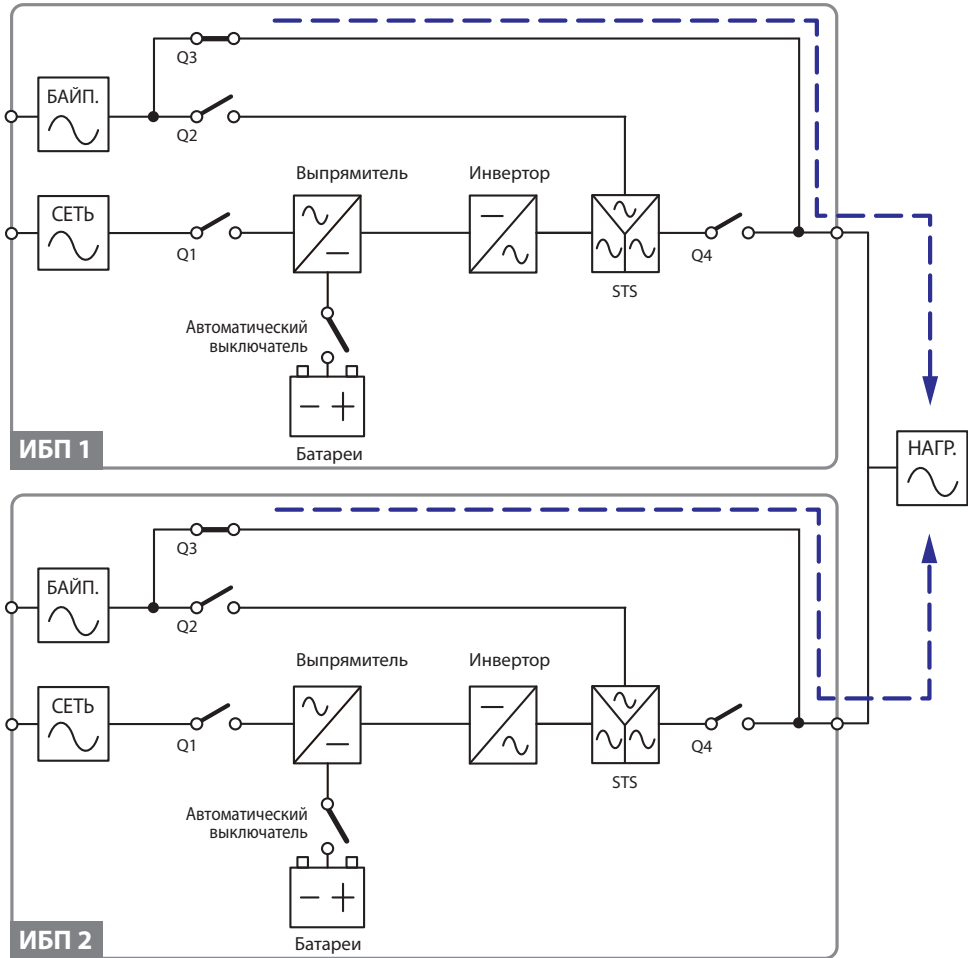 Q3
БАЙП.
Q2
Выпрямитель
Инвертор
СЕТЬ
Q1
Q4
STS
Автоматический
выключатель
Батареи
ИБП 1
НАГР.
Q3
БАЙП.
Q2
Выпрямитель
Инвертор
СЕТЬ
Q1
Q4
STS
Автоматический
выключатель
Батареи
ИБП 2